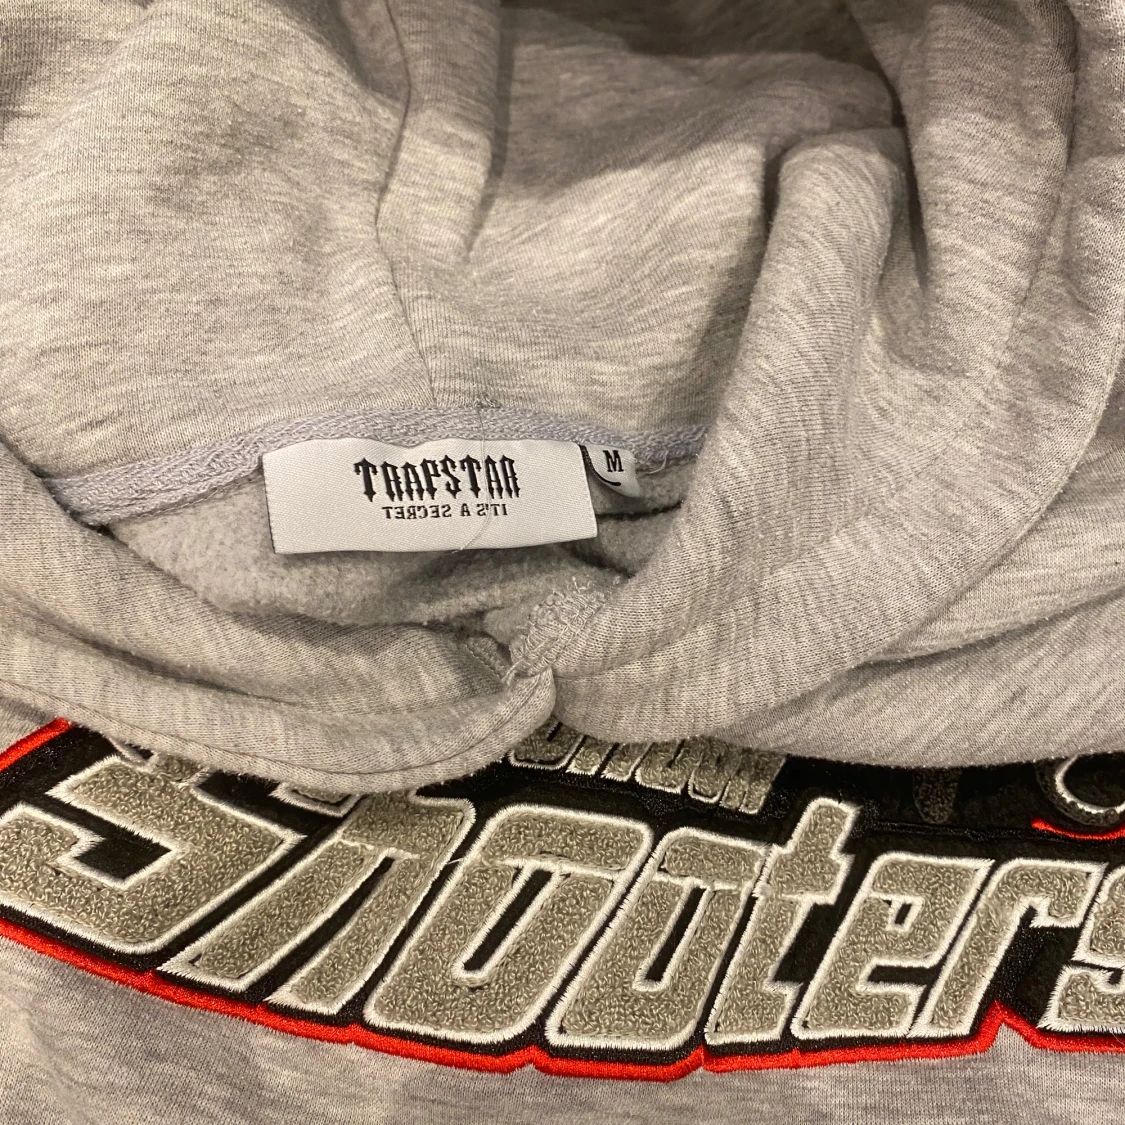 TRAPSTAR
IT'S A SECRET
M
Shooters